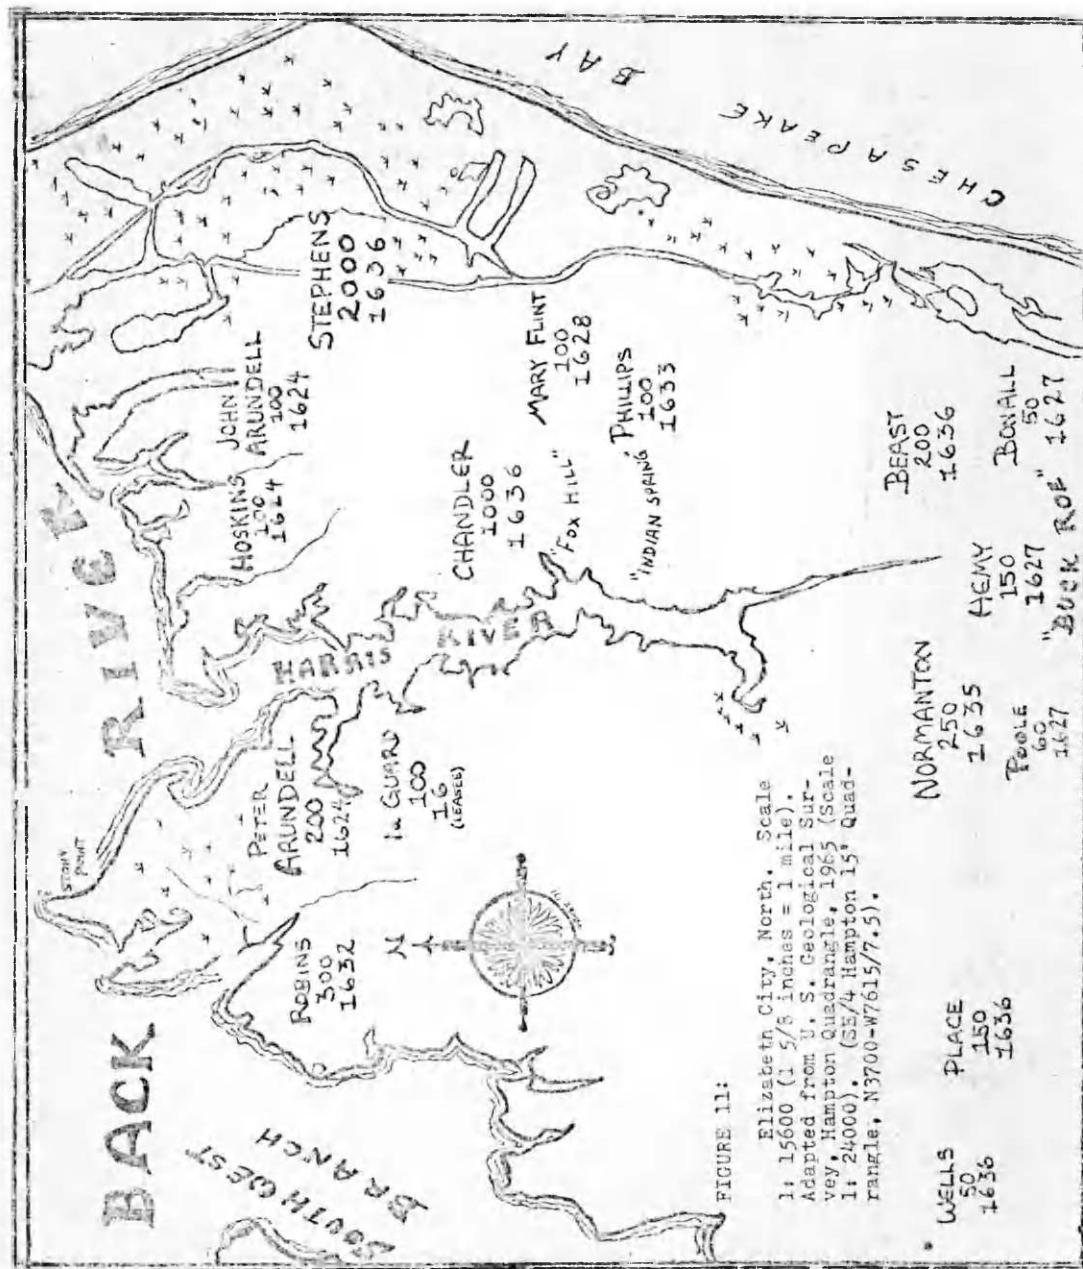 BACK RIVER
SOUTHWEST
BRANCH
CHESAPEAKE BAY
STONY
POINT
HARRIS
RIVER
PETER
ARUNDELL
200
1624
la GUARD
100
16
(LEASES)
ROBINS
300
1632
HOSKINS
100
1624
JOHN
ARUNDELL
100
1624
STEPHENS
2000
1636
CHANDLER
1000
1636
"FOX HILL"
MARY FLINT
100
1628
"INDIAN SPRING"
PHILLIPS
100
1633
N
FIGURE 11:
Elizabeth City, North. Scale
1: 15600 (1 5/8 inches = 1 mile).
Adapted from U. S. Geological Sur-
vey, Hampton Quadrangle, 1965 (Scale
1: 24000). (SE/4 Hampton 15' Quad-
rangle, N3700-W7615/7.5).
BEAST
200
1636
NORMANTON
250
1635
HEMY
150
1627
BONALL
50
1627
POOLE
60
1627
"BUCK ROE"
PLACE
150
1636
WELLS
50
1636